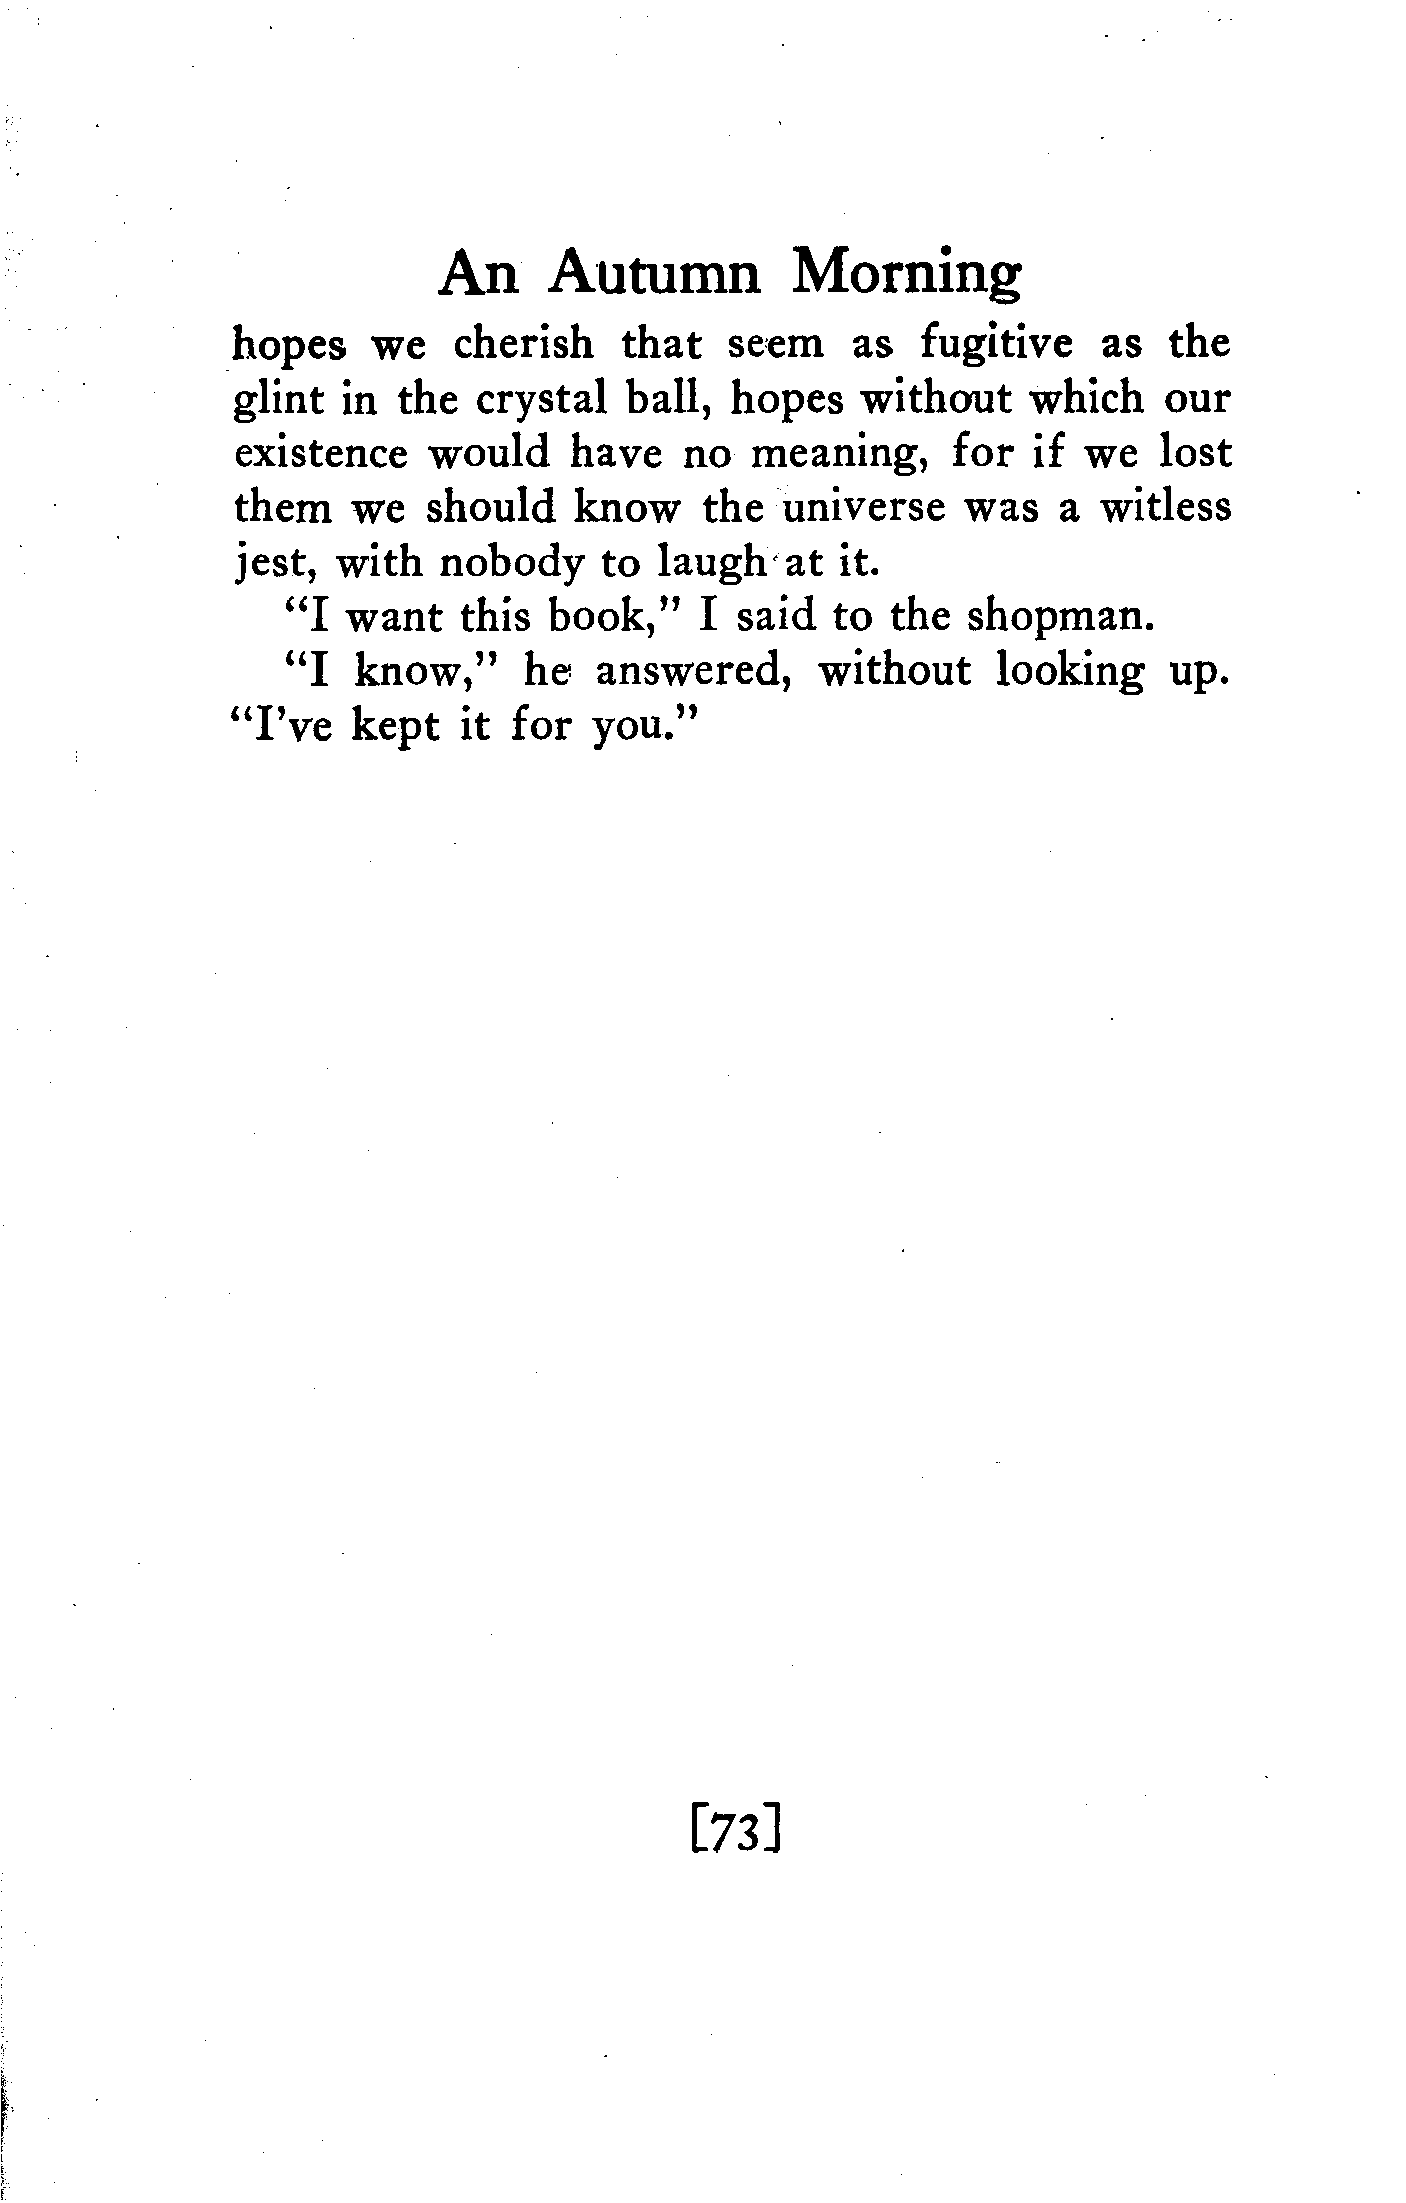 An Autumn Morning
hopes we cherish that seem as fugitive as the
glint in the crystal ball, hopes without which our
existence would have no meaning, for if we lost
them we should know the universe was a witless
jest, with nobody to laugh at it.
“I want this book,” I said to the shopman.
“I know,” he answered, without looking up.
“I’ve kept it for you.”
[73]